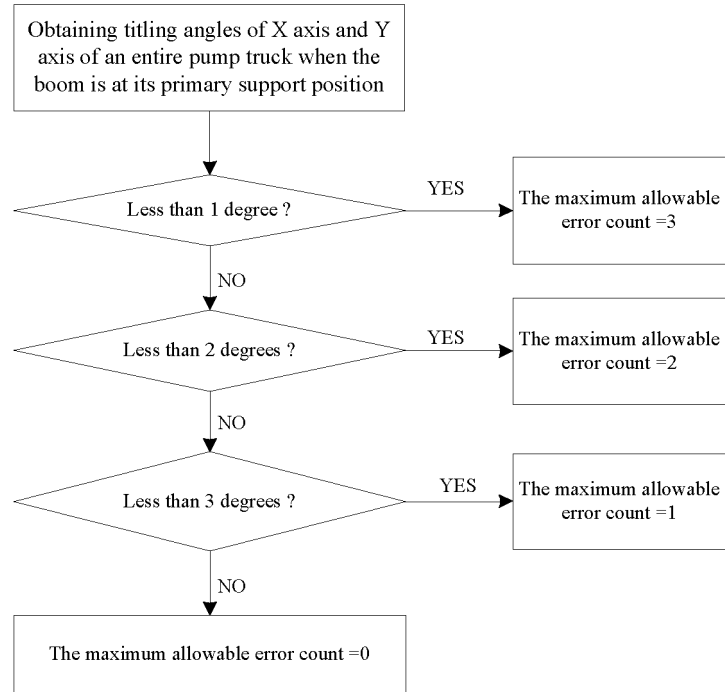 Obtaining titling angles of X axis and Y
axis of an entire pump truck when the
boom is at its primary support position
Less than 1 degree ?
YES
The maximum allowable
error count =3
NO
Less than 2 degrees ?
YES
The maximum allowable
error count =2
NO
Less than 3 degrees ?
YES
The maximum allowable
error count =1
NO
The maximum allowable error count =0